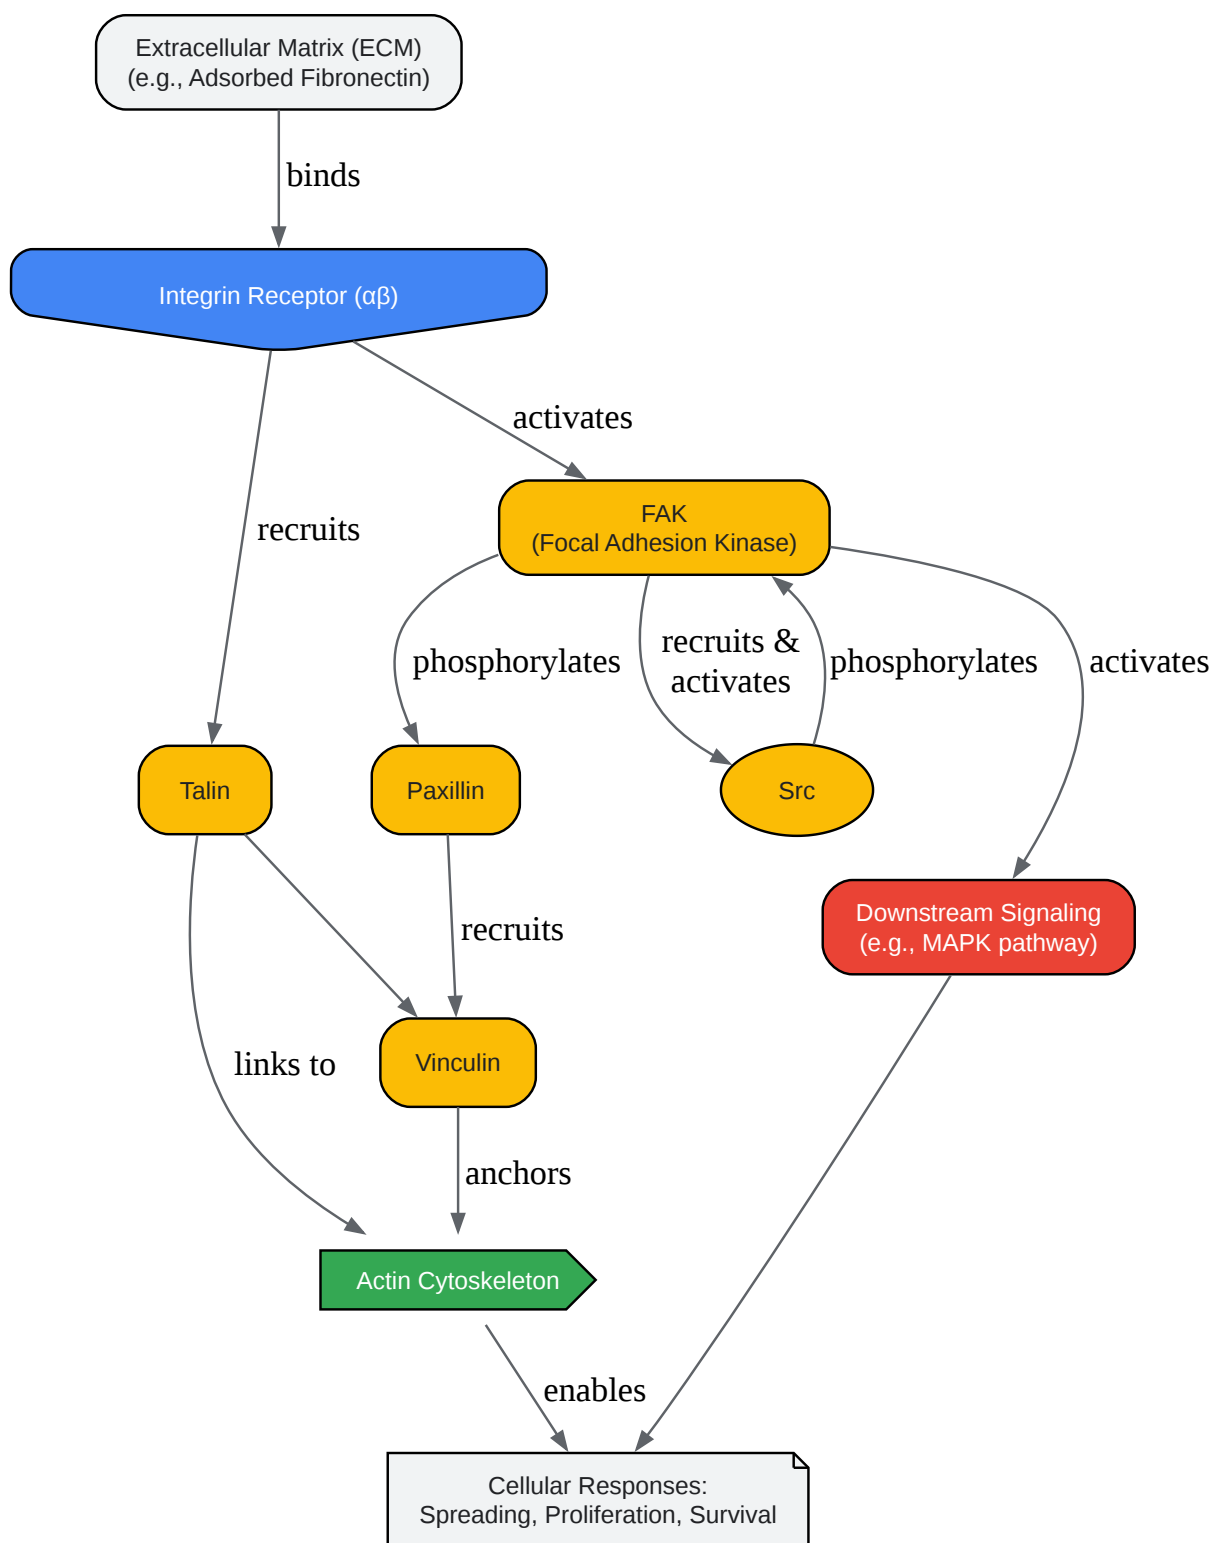 Extracellular Matrix (ECM)
(e.g., Adsorbed Fibronectin)
binds
Integrin Receptor (αβ)
activates
recruits
FAK
(Focal Adhesion Kinase)
phosphorylates
recruits &
activates
phosphorylates
activates
Talin
Paxillin
Src
Downstream Signaling
(e.g., MAPK pathway)
recruits
links to
Vinculin
anchors
Actin Cytoskeleton
enables
Cellular Responses:
Spreading, Proliferation, Survival